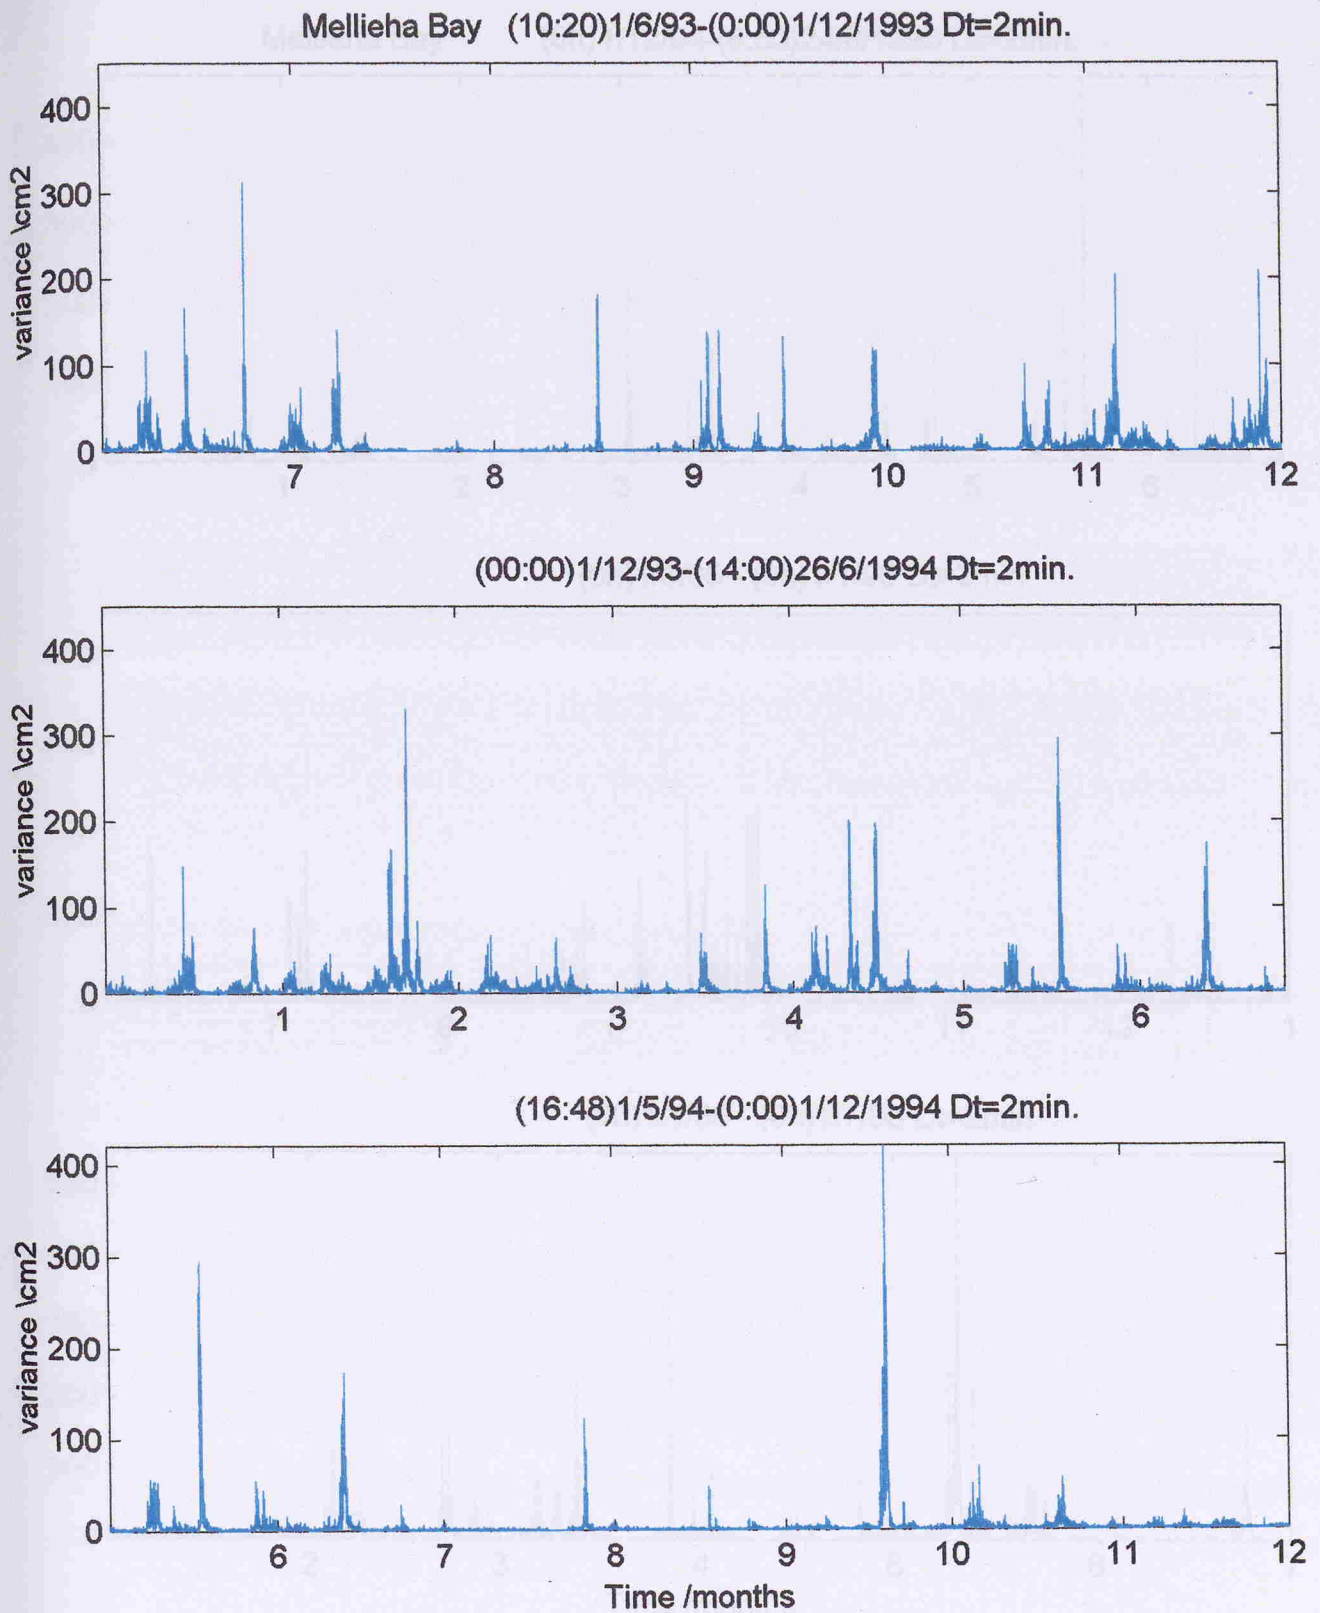 Mellieha Bay (10:20)1/6/93-(0:00)1/12/1993 Dt=2min.
400
300
200
100
0
variance \cm2
7 8 9 10 11 12
(00:00)1/12/93-(14:00)26/6/1994 Dt=2min.
400
300
200
100
0
variance \cm2
1 2 3 4 5 6
(16:48)1/5/94-(0:00)1/12/1994 Dt=2min.
400
300
200
100
0
variance \cm2
6 7 8 9 10 11 12
Time /months